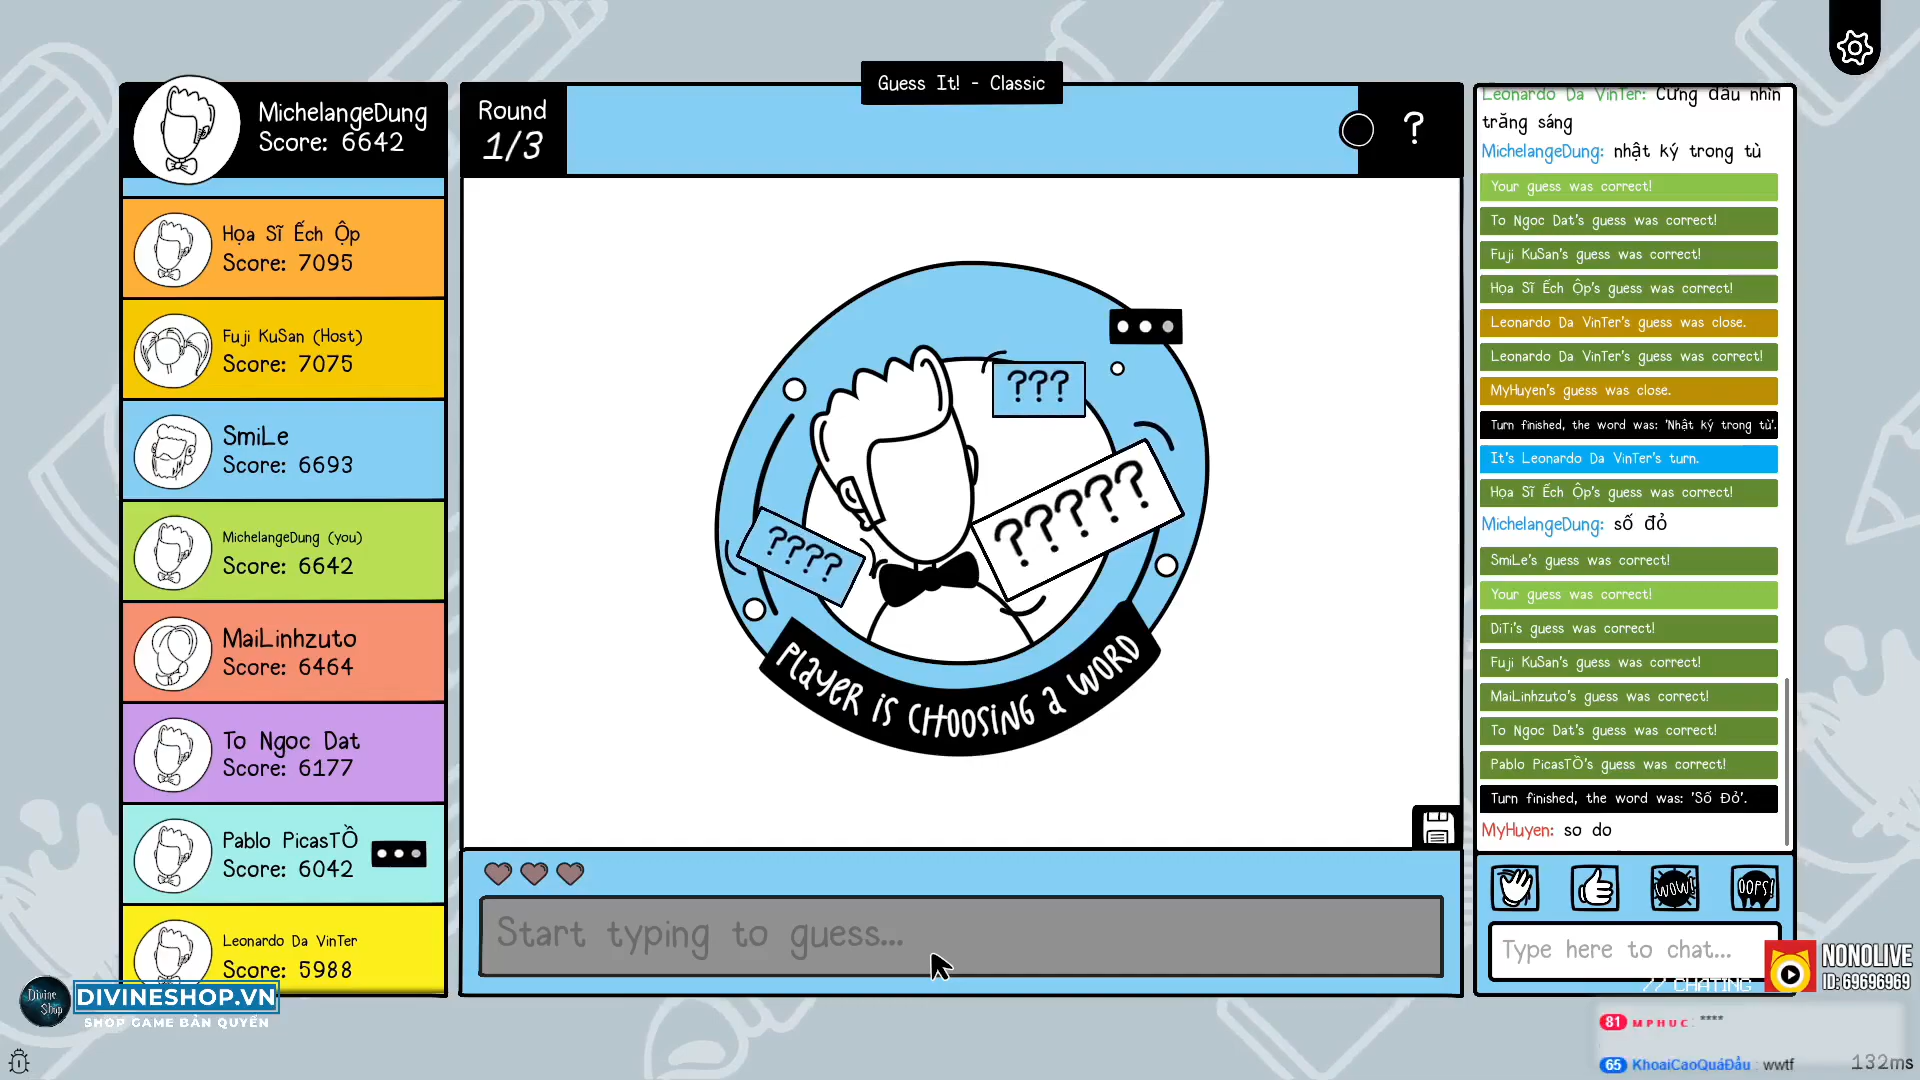 Guess It! - Classic
MichelangeDung
Score: 6642
Round
1/3
?
Họa Sĩ Ếch Ộp
Score: 7095
Fuji KuSan (Host)
Score: 7075
SmiLe
Score: 6693
MichelangeDung (you)
Score: 6642
MaiLinhzuto
Score: 6464
To Ngoc Dat
Score: 6177
Pablo PicasTỒ
Score: 6042
Leonardo Da VinTer
Score: 5988
???
?????
????
PLAYER IS CHOOSING A WORD
Start typing to guess...
Leonardo Da VinTer: Cưng đầu nhìn
trăng sáng
MichelangeDung: nhật ký trong tù
Your guess was correct!
To Ngoc Dat's guess was correct!
Fuji KuSan's guess was correct!
Họa Sĩ Ếch Ộp's guess was correct!
Leonardo Da VinTer's guess was close.
Leonardo Da VinTer's guess was correct!
MyHuyen's guess was close.
Turn finished, the word was: 'Nhật ký trong tù'.
It's Leonardo Da VinTer's turn.
Họa Sĩ Ếch Ộp's guess was correct!
MichelangeDung: số đỏ
SmiLe's guess was correct!
Your guess was correct!
DiTi's guess was correct!
Fuji KuSan's guess was correct!
MaiLinhzuto's guess was correct!
To Ngoc Dat's guess was correct!
Pablo PicasTỒ's guess was correct!
Turn finished, the word was: 'Số Đỏ'.
MyHuyen: so do
WOW!
OOPS!
Type here to chat...
// CHATING
NONOLIVE
ID: 69696969
Divine
Shop
DIVINESHOP.VN
SHOP GAME BẢN QUYỀN
81 MPHUC: ****
65 KhoaiCaoQuáĐầu : wwtf
132ms